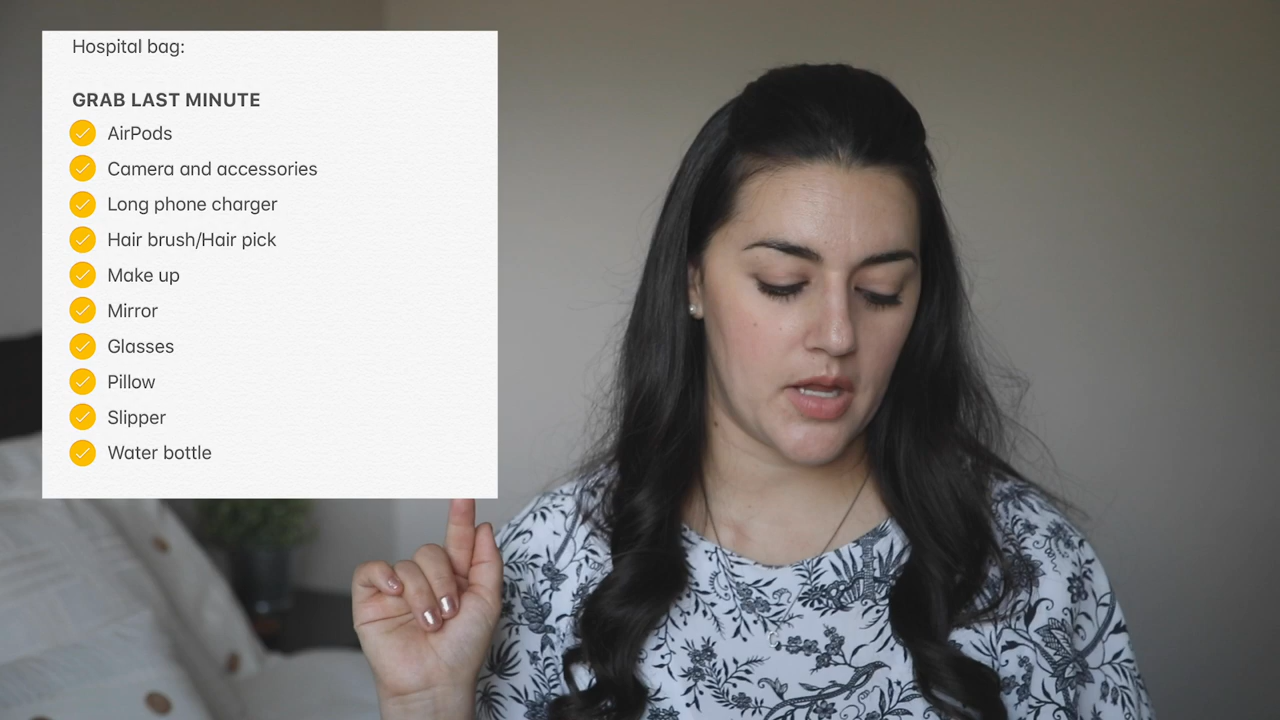 Hospital bag:
GRAB LAST MINUTE
AirPods
Camera and accessories
Long phone charger
Hair brush/Hair pick
Make up
Mirror
Glasses
Pillow
Slipper
Water bottle